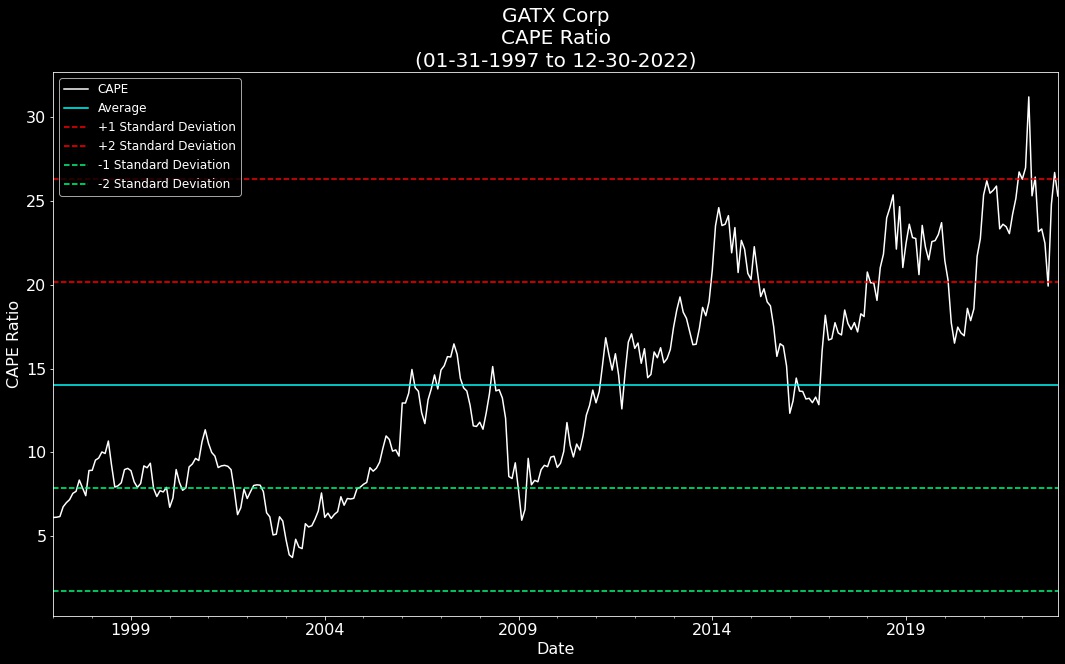 GATX Corp
CAPE Ratio
(01-31-1997 to 12-30-2022)
CAPE
Average
+1 Standard Deviation
+2 Standard Deviation
-1 Standard Deviation
-2 Standard Deviation
30
25
20
15
10
5
CAPE Ratio
1999
2004
2009
2014
2019
Date